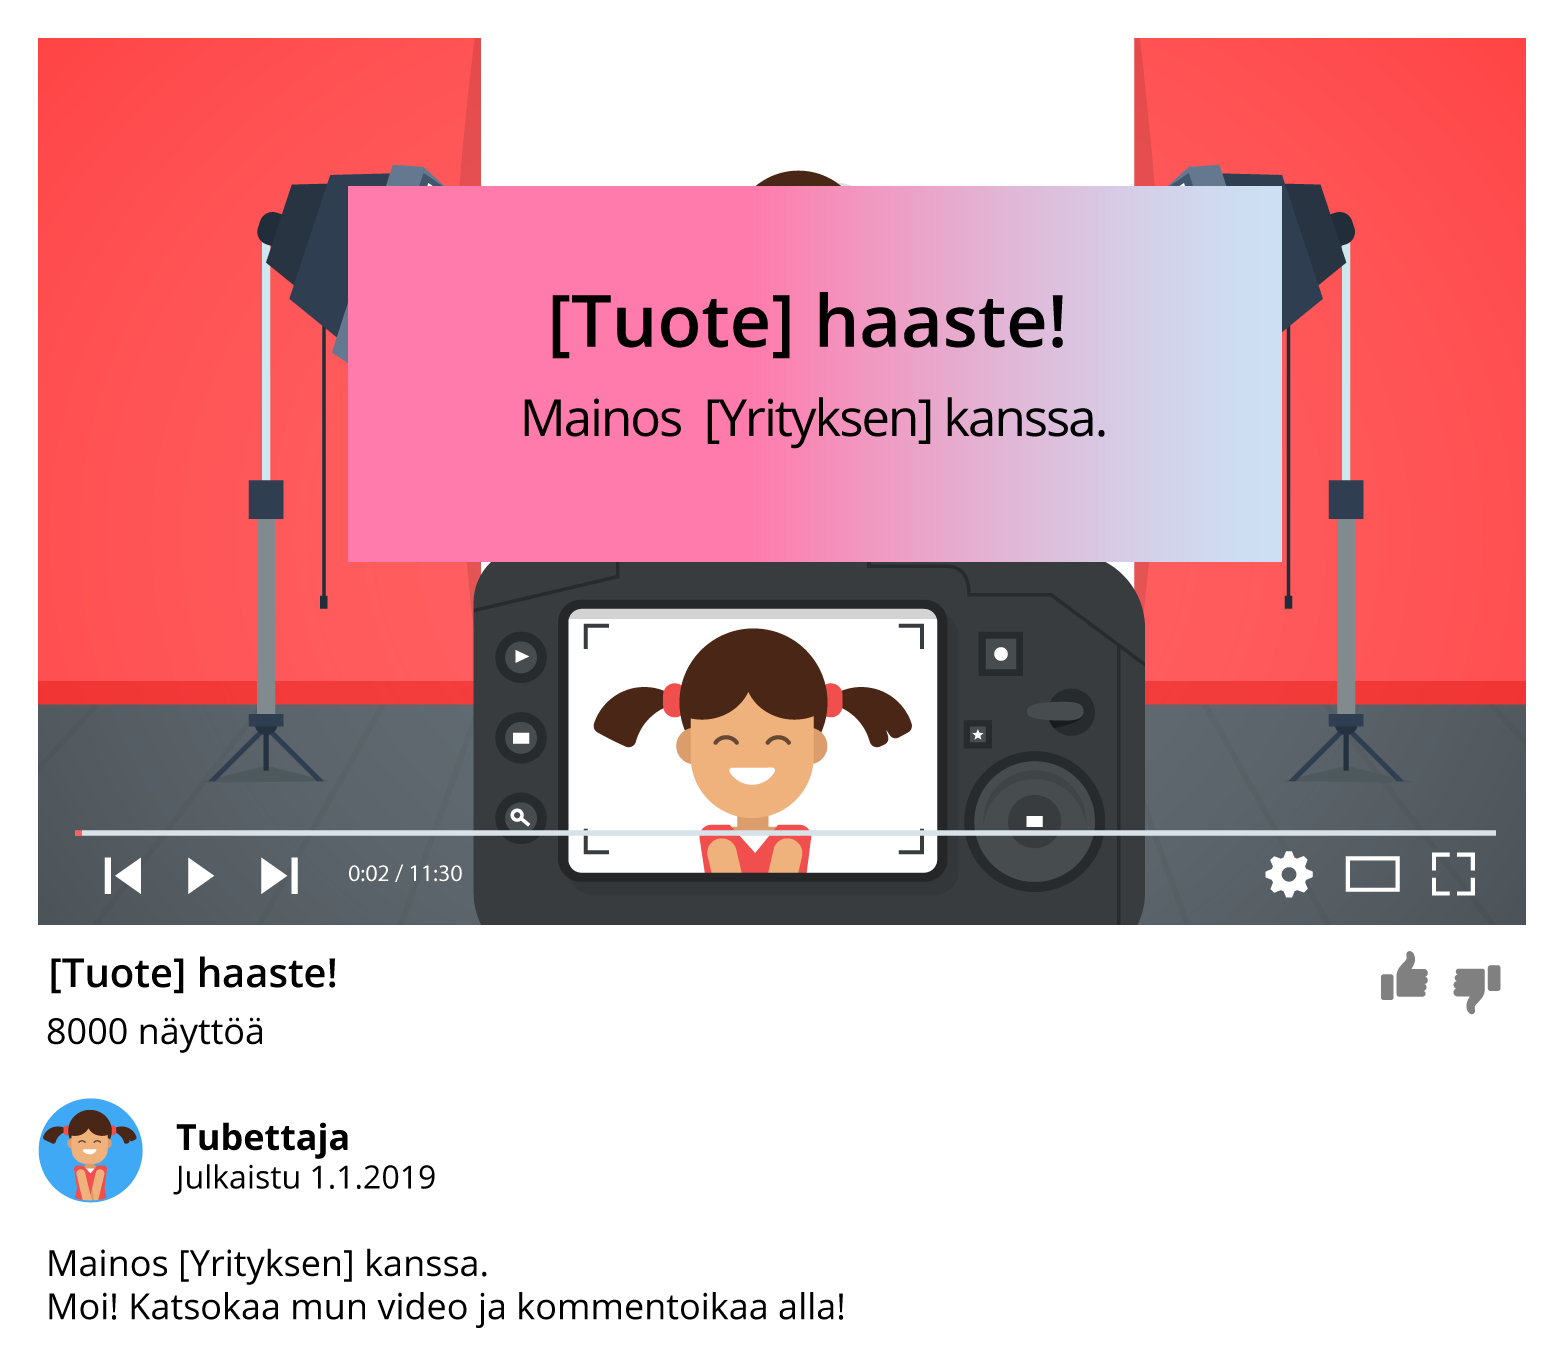 [Tuote] haaste!
Mainos [Yrityksen] kanssa.
0:02 / 11:30
[Tuote] haaste!
8000 näyttöä
Tubettaja
Julkaistu 1.1.2019
Mainos [Yrityksen] kanssa.
Moi! Katsokaa mun video ja kommentoikaa alla!